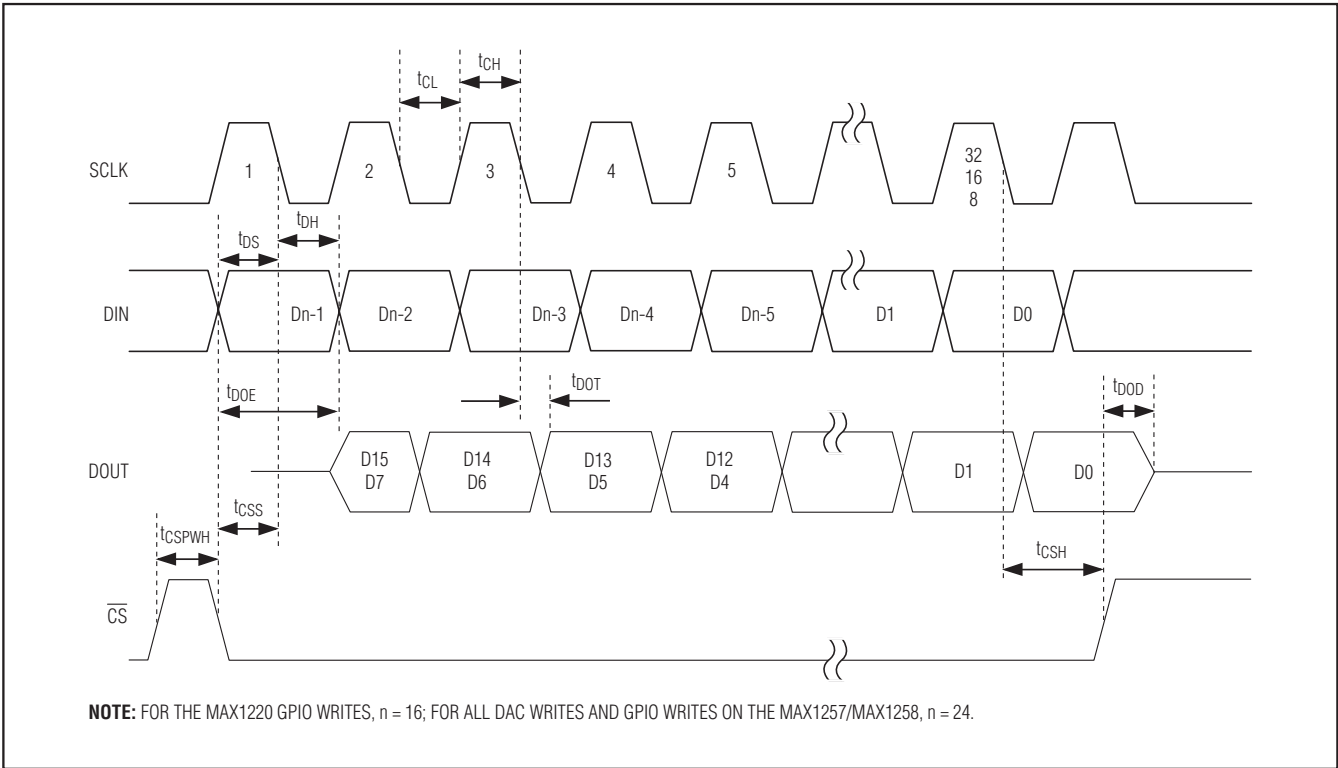 tCL
tCH
SCLK
1
2
3
4
5
32
16
8
tDH
tDS
DIN
Dn-1
Dn-2
Dn-3
Dn-4
Dn-5
D1
D0
tDOE
tDOT
tDOD
DOUT
D15
D7
D14
D6
D13
D5
D12
D4
D1
D0
tCSS
tCSPWH
tCSH
CS
NOTE: FOR THE MAX1220 GPIO WRITES, n = 16; FOR ALL DAC WRITES AND GPIO WRITES ON THE MAX1257/MAX1258, n = 24.